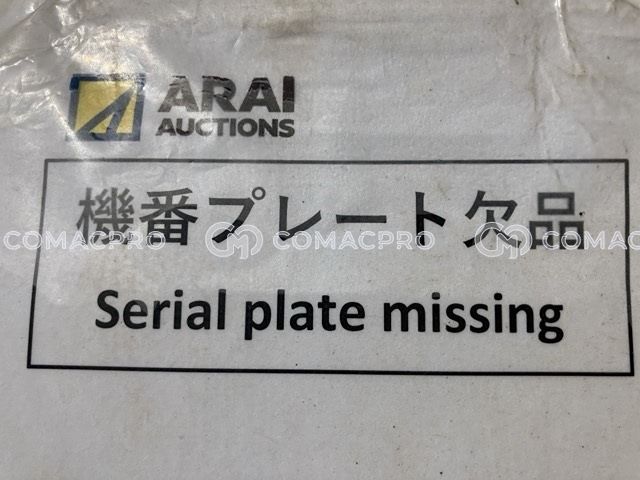 ARAI
AUCTIONS
機番プレート欠品
COMACPRO COMACPRO COMACPRO
Serial plate missing